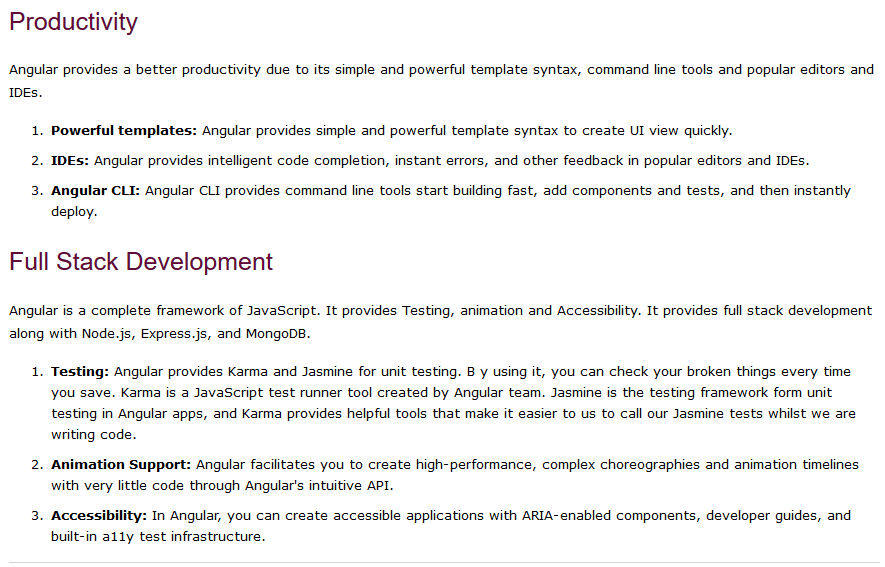 Productivity
Angular provides a better productivity due to its simple and powerful template syntax, command line tools and popular editors and
IDEs.
1. Powerful templates: Angular provides simple and powerful template syntax to create UI view quickly.
2. IDEs: Angular provides intelligent code completion, instant errors, and other feedback in popular editors and IDEs.
3. Angular CLI: Angular CLI provides command line tools start building fast, add components and tests, and then instantly
deploy.
Full Stack Development
Angular is a complete framework of JavaScript. It provides Testing, animation and Accessibility. It provides full stack development
along with Node.js, Express.js, and MongoDB.
1. Testing: Angular provides Karma and Jasmine for unit testing. B y using it, you can check your broken things every time
you save. Karma is a JavaScript test runner tool created by Angular team. Jasmine is the testing framework form unit
testing in Angular apps, and Karma provides helpful tools that make it easier to us to call our Jasmine tests whilst we are
writing code.
2. Animation Support: Angular facilitates you to create high-performance, complex choreographies and animation timelines
with very little code through Angular's intuitive API.
3. Accessibility: In Angular, you can create accessible applications with ARIA-enabled components, developer guides, and
built-in a11y test infrastructure.